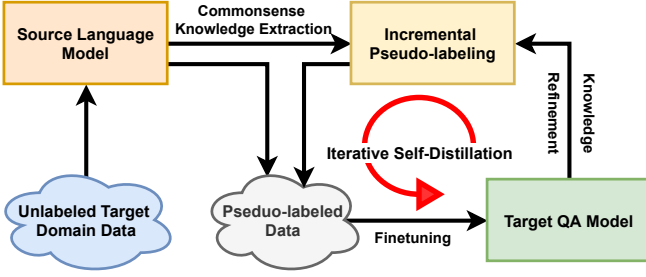 Source Language
Model
Commonsense
Knowledge Extraction
Incremental
Pseudo-labeling
Knowledge
Refinement
Iterative Self-Distillation
Unlabeled Target
Domain Data
Pseduo-labeled
Data
Finetuning
Target QA Model